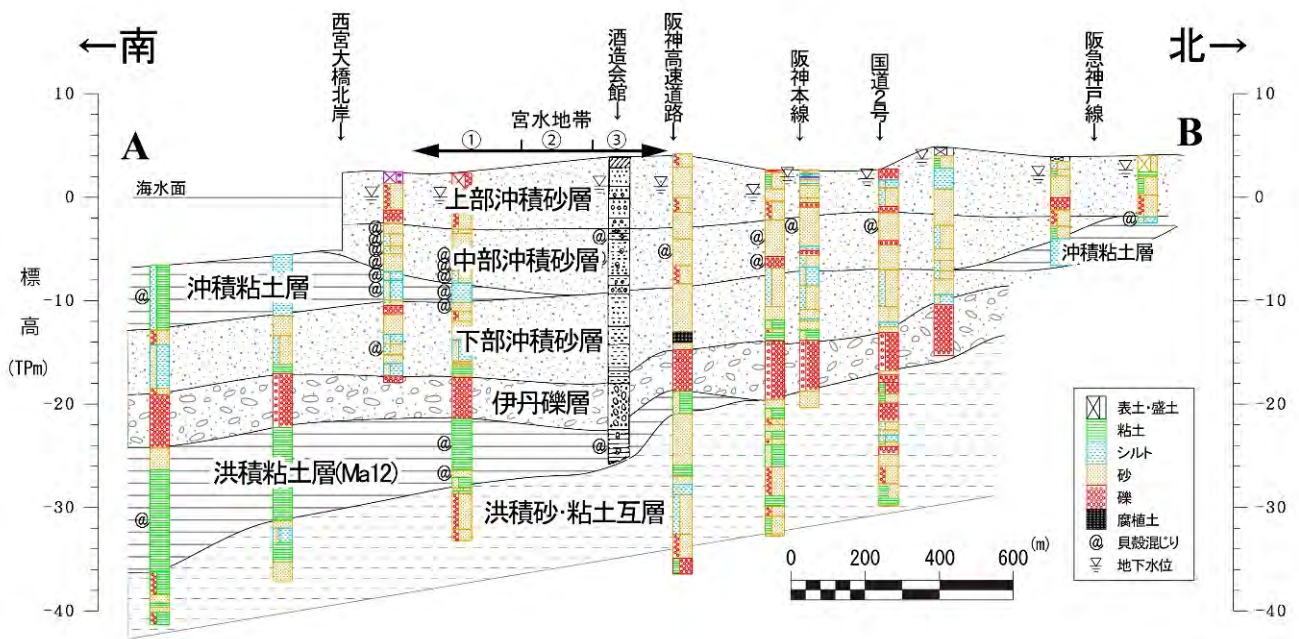 ←南
西宮大橋北岸
酒造会館
阪神高速道路
阪神本線
国道2号
阪急神戸線
北→
宮水地帯
①
②
③
A
B
10
0
-10
-20
-30
-40
標高
(TPm)
海水面
上部沖積砂層
中部沖積砂層
沖積粘土層
下部沖積砂層
伊丹礫層
洪積粘土層(Ma12)
洪積砂・粘土互層
沖積粘土層
10
0
-10
-20
-30
-40
表土・盛土
粘土
シルト
砂
礫
腐植土
@ 貝殻混じり
地下水位
0 200 400 600 (m)